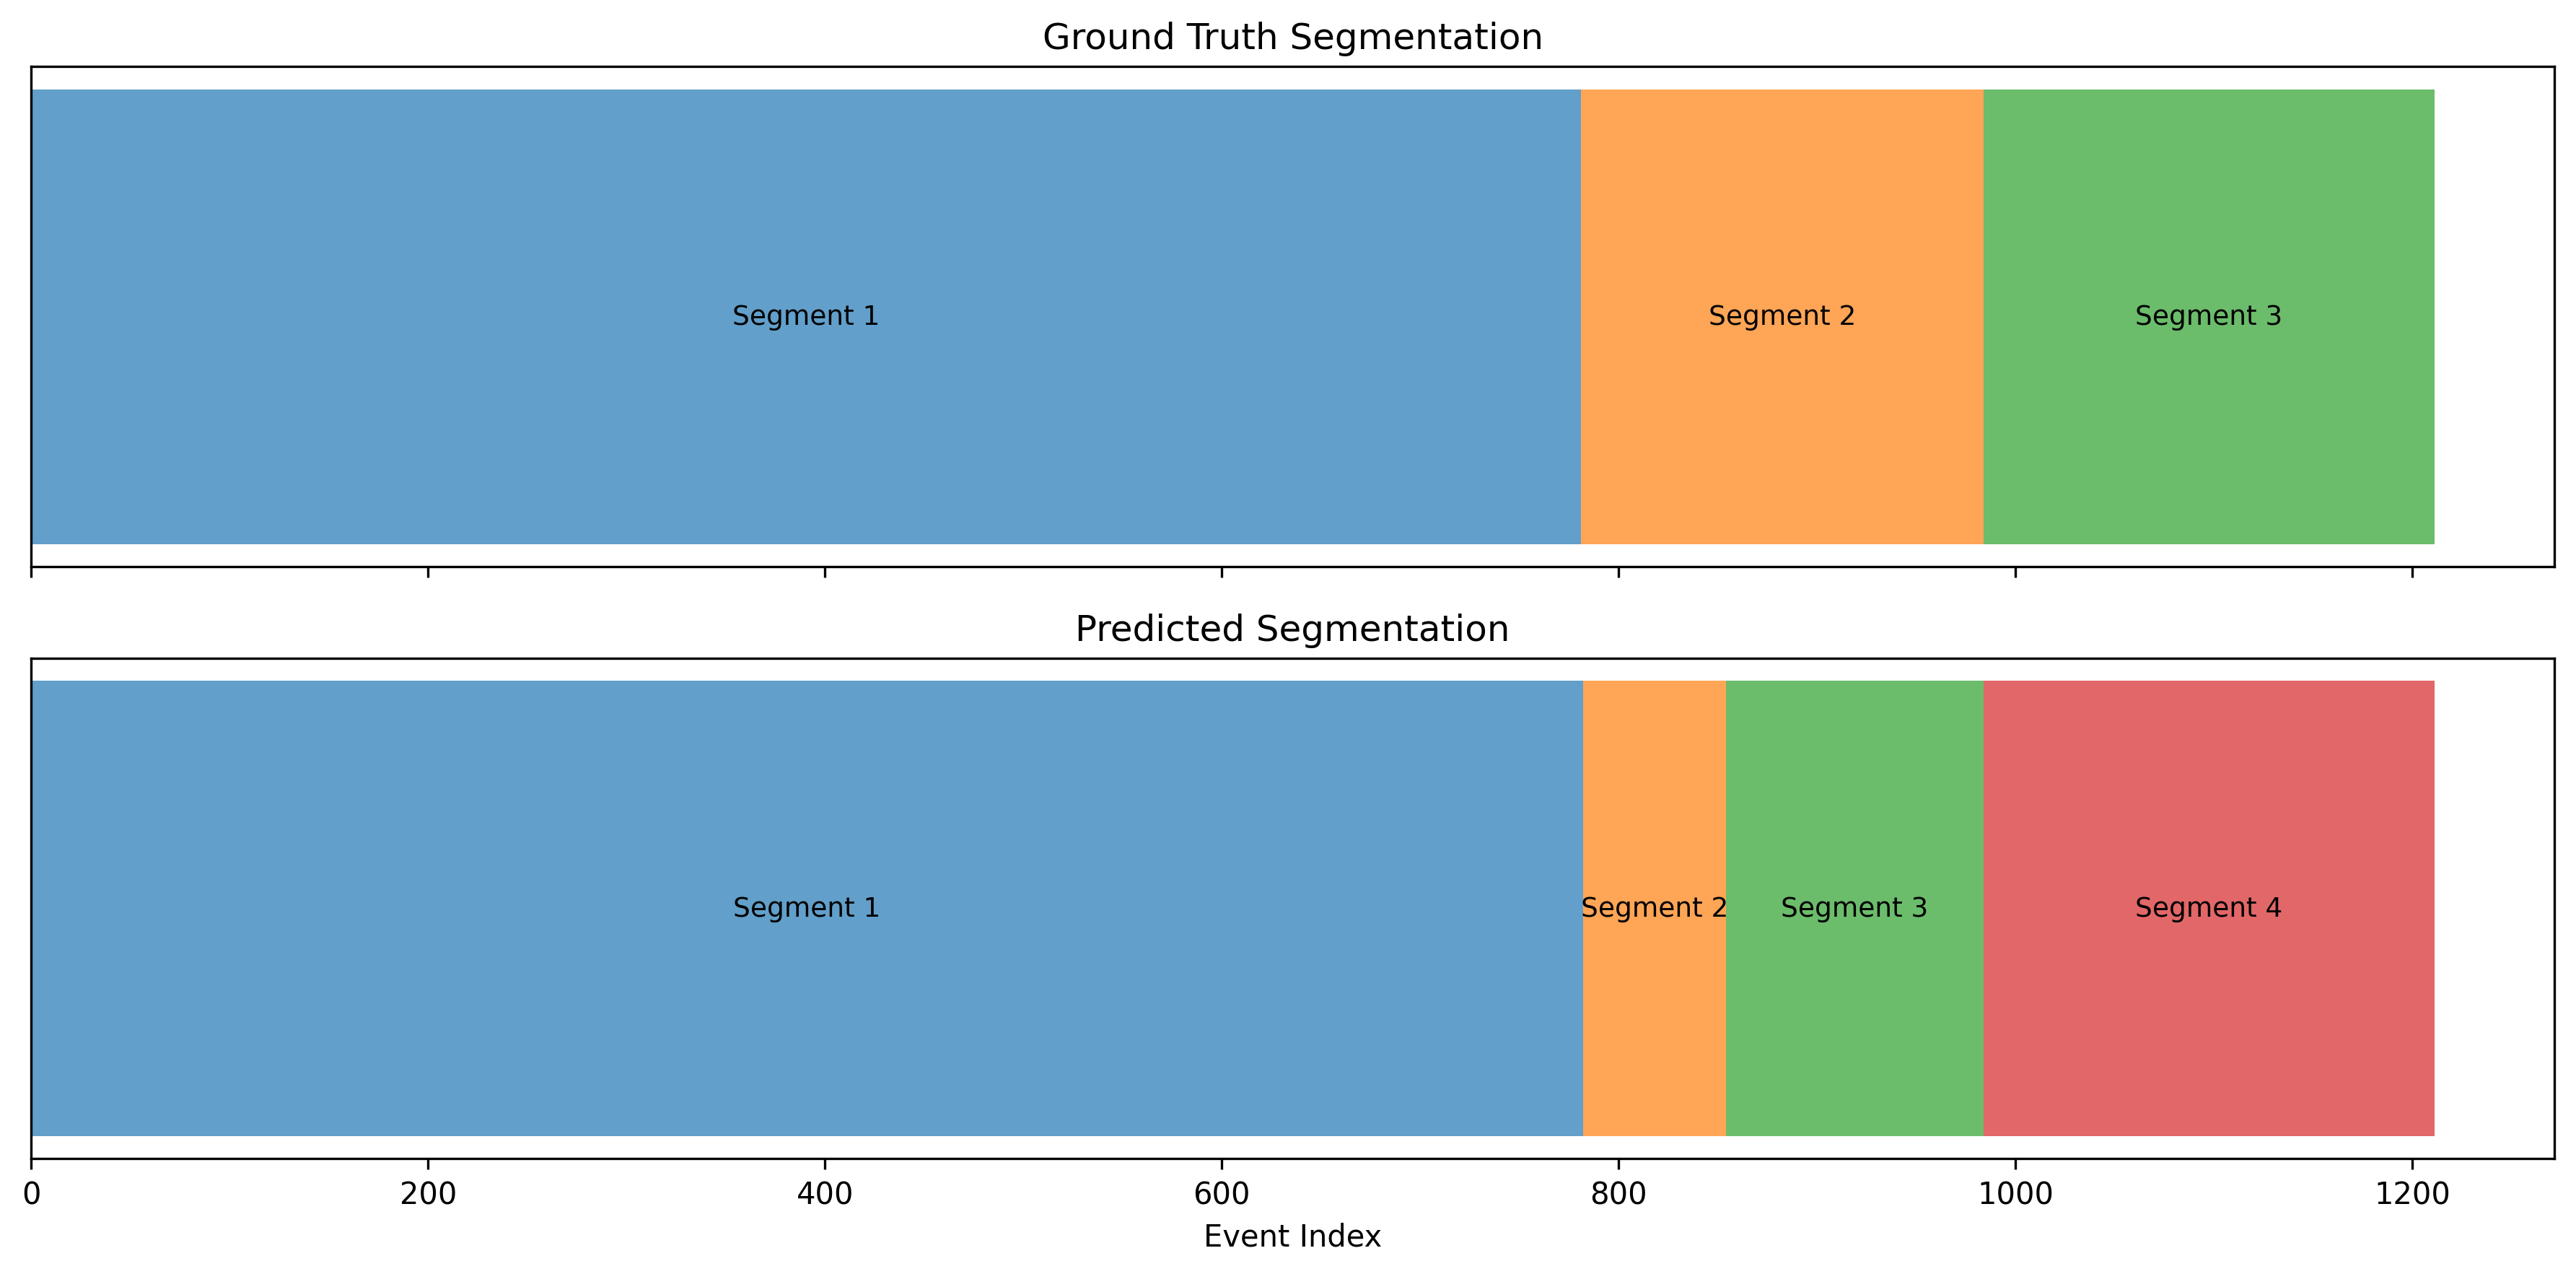 Ground Truth Segmentation
Segment 1
Segment 2
Segment 3
Predicted Segmentation
Segment 1
Segment 2
Segment 3
Segment 4
0 200 400 600 800 1000 1200
Event Index